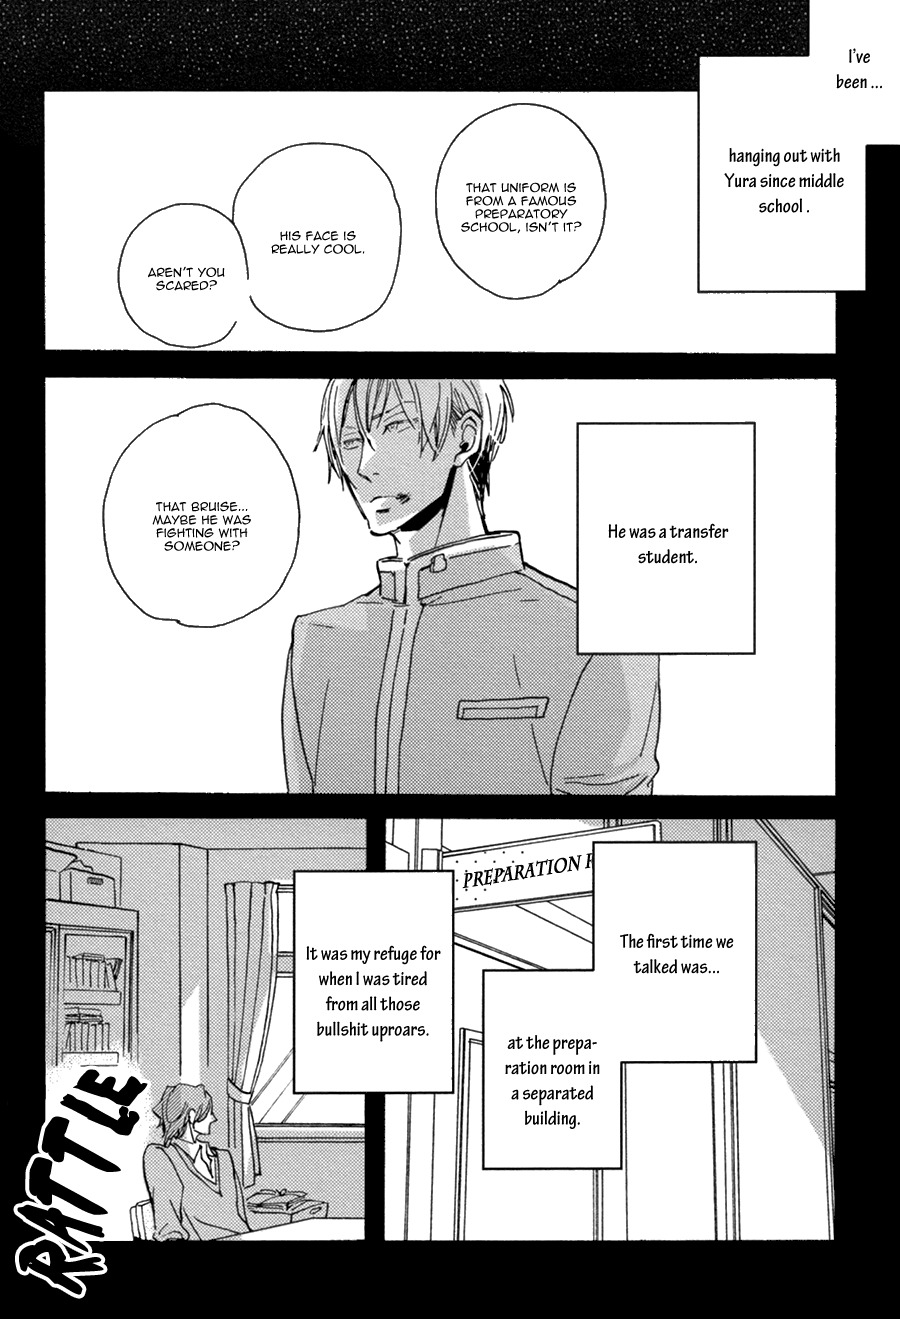 I've
been ...
hanging out with
Yura since middle
school .
THAT UNIFORM IS
FROM A FAMOUS
PREPARATORY
SCHOOL, ISN'T IT?
HIS FACE IS
REALLY COOL.
AREN'T YOU
SCARED?
He was a transfer
student.
THAT BRUISE...
MAYBE HE WAS
FIGHTING WITH
SOMEONE?
PREPARATION
The first time we
talked was...
at the prepa-
ration room in
a separated
building.
It was my refuge for
when I was tired
from all those
bullshit uproars.
RATTLE